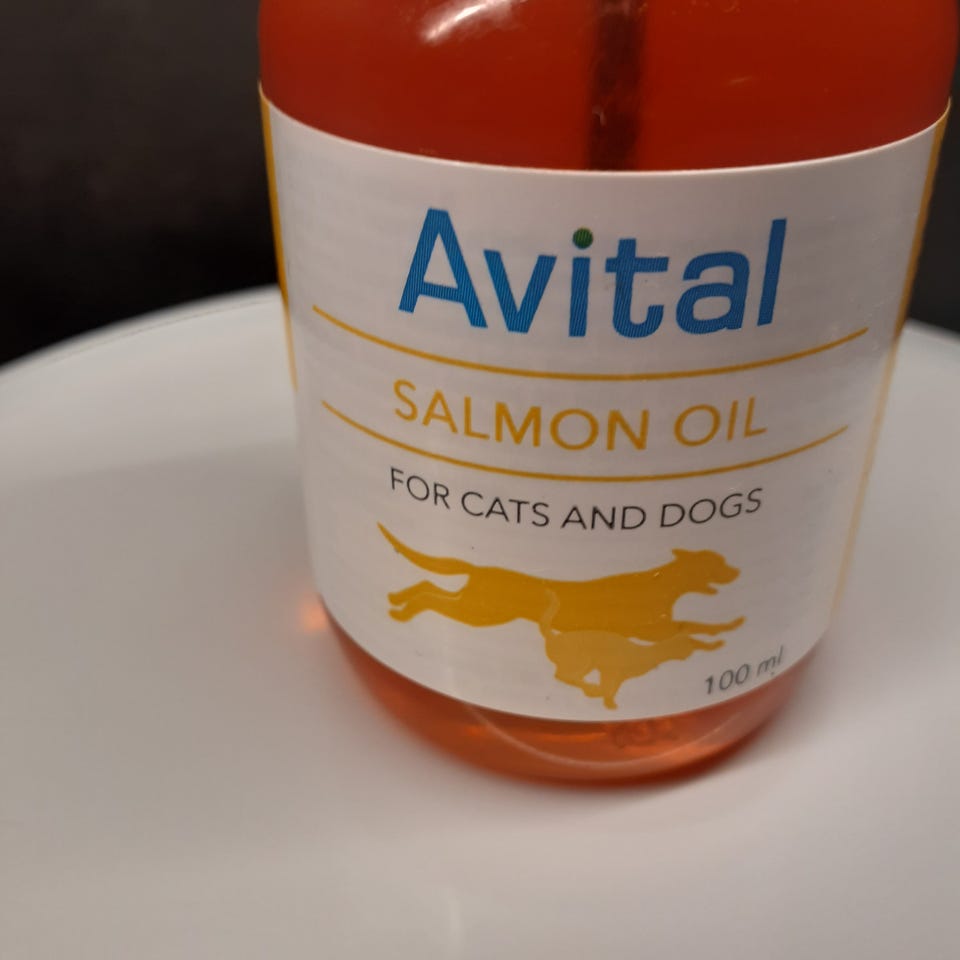 Avital
SALMON OIL
FOR CATS AND DOGS
100 ml